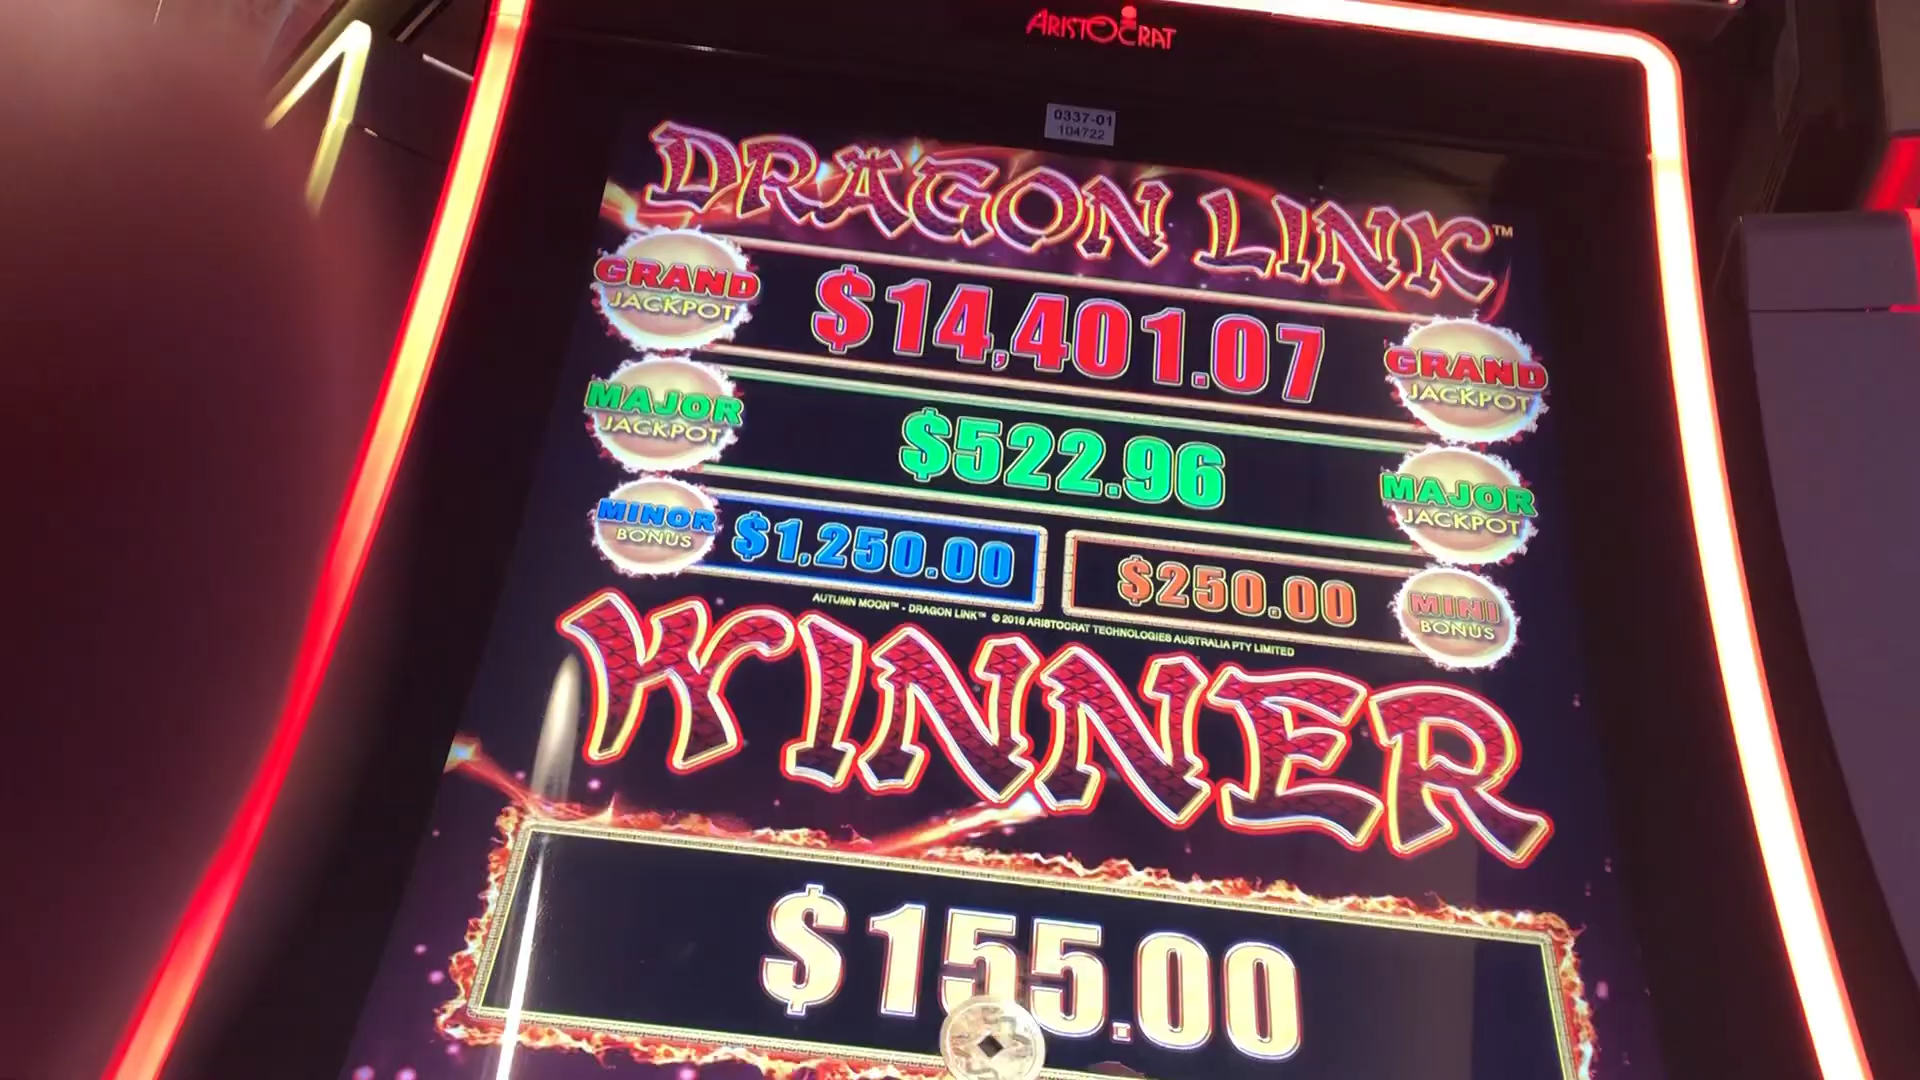 ARISTOCRAT
0337-01
104722
DRAGON LINK™
GRAND JACKPOT
$14,401.07
GRAND JACKPOT
MAJOR JACKPOT
$522.96
MAJOR JACKPOT
MINOR BONUS
$1,250.00
$250.00
MINI BONUS
AUTUMN MOON™ - DRAGON LINK™ © 2016 ARISTOCRAT TECHNOLOGIES AUSTRALIA PTY LIMITED
WINNER
$155.00